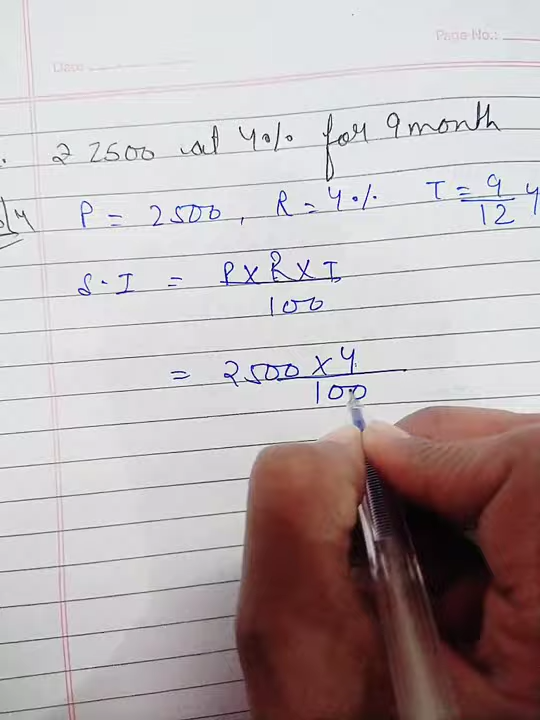 Page No.:
Date
. ₹ 2500 at 4% for 9 month
P = 2500, R = 4% T = 9/12 y
S.I = P×R×T/100
= 2500×4/100